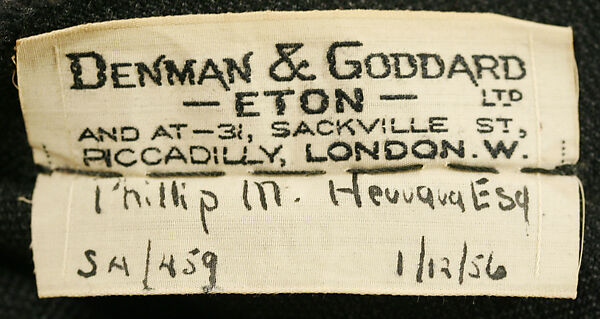 DENMAN & GODDARD
— ETON — LTD
AND AT — 31, SACKVILLE ST,
PICCADILLY, LONDON. W.
Phillip M. Esq
SA/459 1/12/56